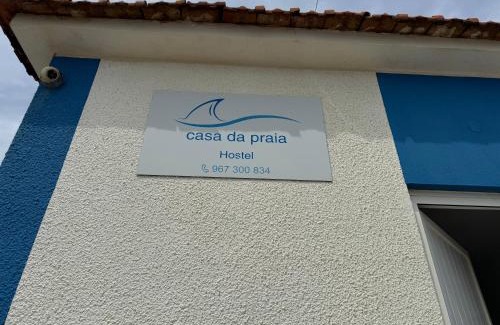 casa da praia
Hostel
967 300 834